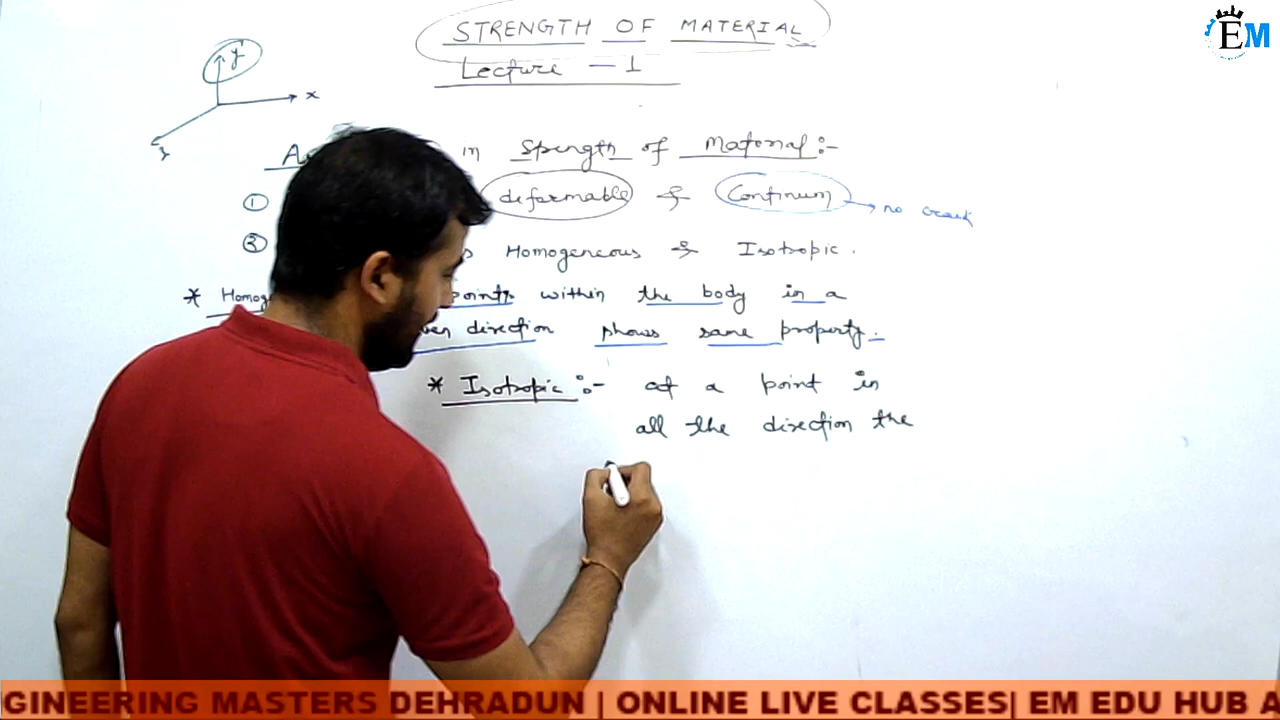 STRENGTH OF MATERIAL
Lecture - 1
EM
y
x
z
in Strength of Material :-
① deformable & Continum → no crack
② is Homogeneous & Isotropic.
* points within the body in a
direction shows same property.
* Isotropic :- at a point in
all the direction the
GINEERING MASTERS DEHRADUN | ONLINE LIVE CLASSES| EM EDU HUB A